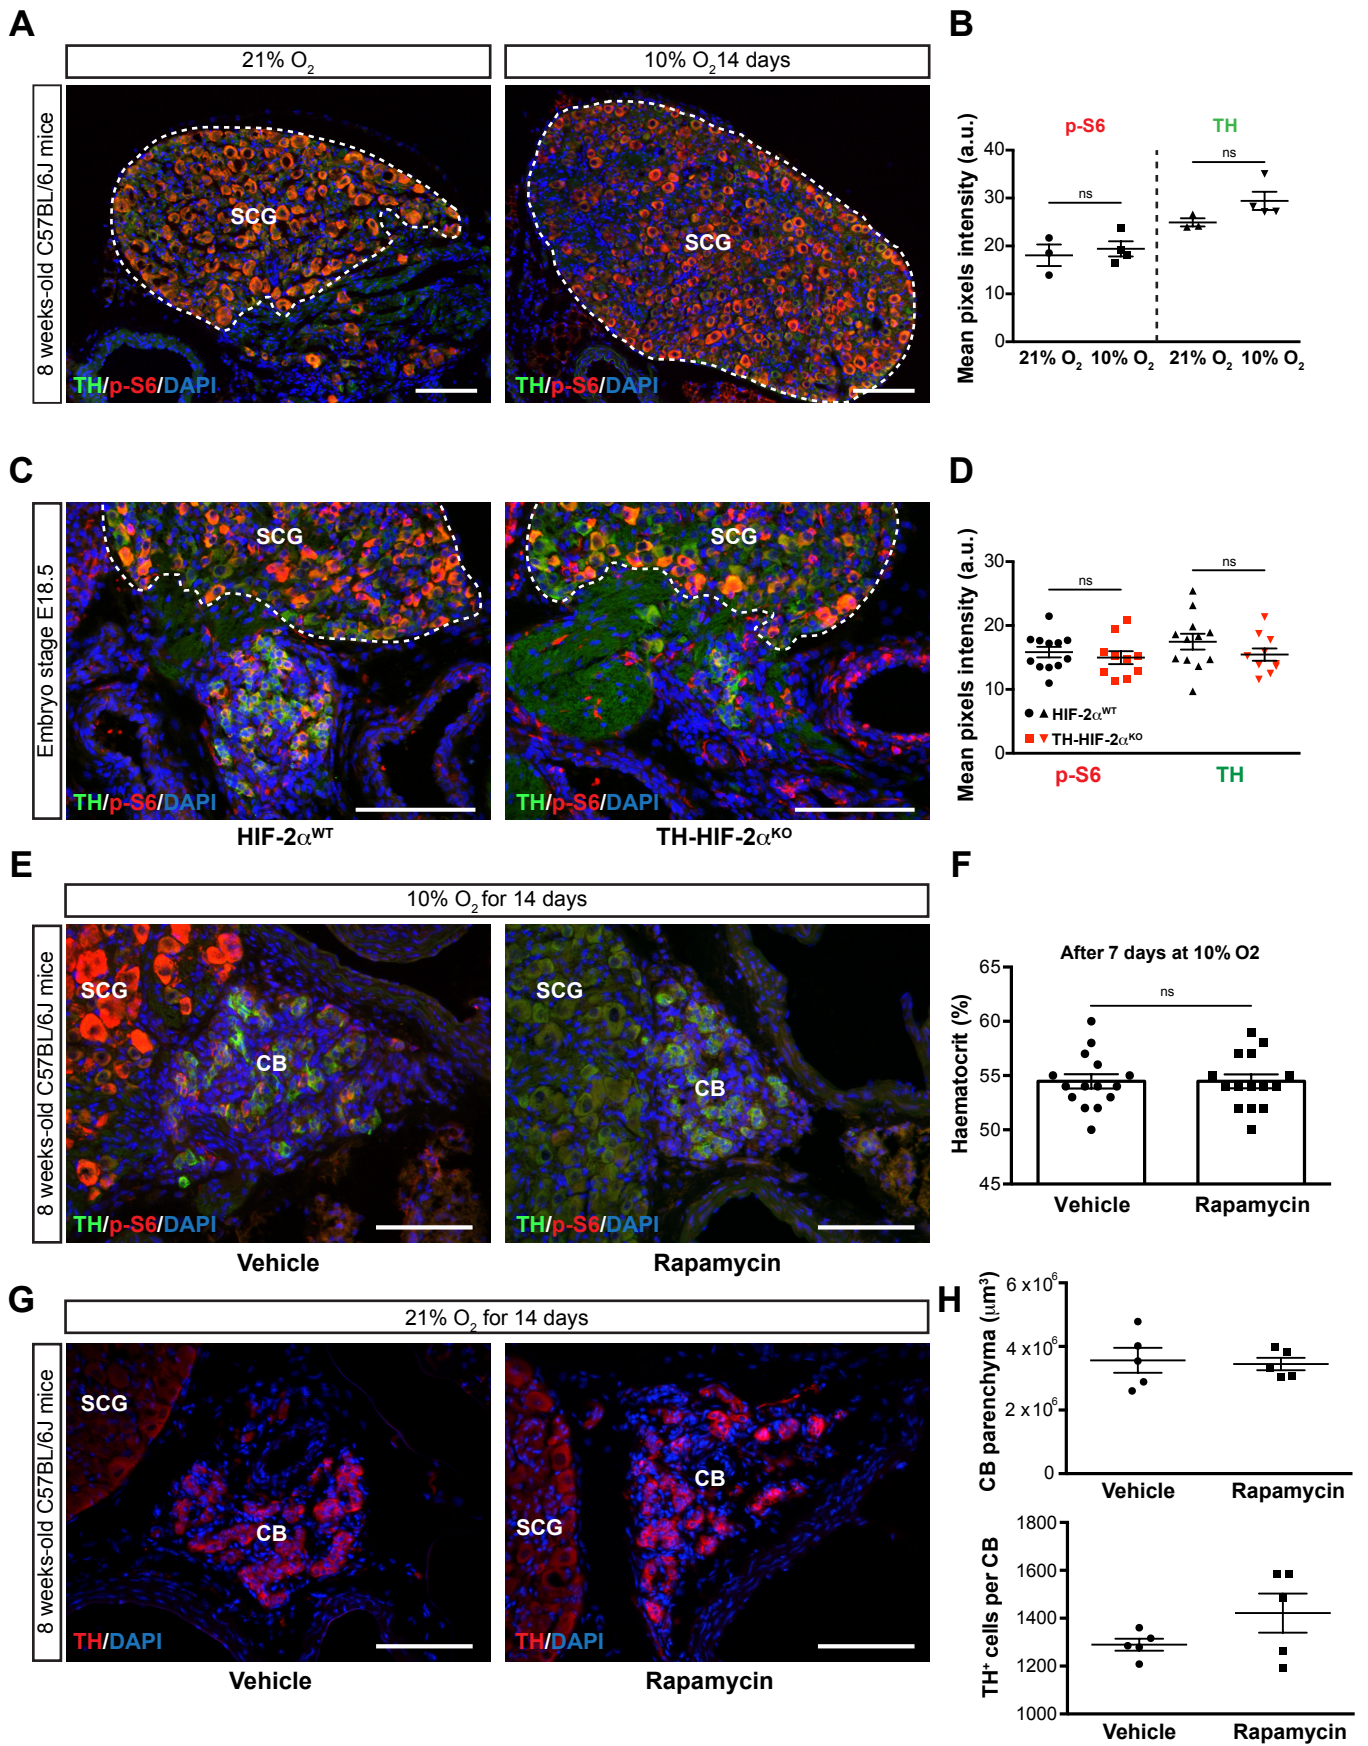 A
21% O2
10% O2 14 days
8 weeks-old C57BL/6J mice
SCG
TH/p-S6/DAPI
SCG
TH/p-S6/DAPI
B
p-S6
TH
Mean pixels intensity (a.u.)
40
30
20
10
0
ns
ns
21% O2
10% O2
21% O2
10% O2
C
Embryo stage E18.5
SCG
TH/p-S6/DAPI
SCG
TH/p-S6/DAPI
HIF-2αWT
TH-HIF-2αKO
D
Mean pixels intensity (a.u.)
30
20
10
0
ns
ns
HIF-2αWT
TH-HIF-2αKO
p-S6
TH
E
10% O2 for 14 days
8 weeks-old C57BL/6J mice
SCG
CB
TH/p-S6/DAPI
SCG
CB
TH/p-S6/DAPI
Vehicle
Rapamycin
F
After 7 days at 10% O2
Haematocrit (%)
65
60
55
50
45
ns
Vehicle
Rapamycin
G
21% O2 for 14 days
8 weeks-old C57BL/6J mice
SCG
CB
TH/DAPI
SCG
CB
TH/DAPI
Vehicle
Rapamycin
H
CB parenchyma (μm3)
6 x106
4 x106
2 x106
0
Vehicle
Rapamycin
TH+ cells per CB
1800
1600
1400
1200
1000
Vehicle
Rapamycin